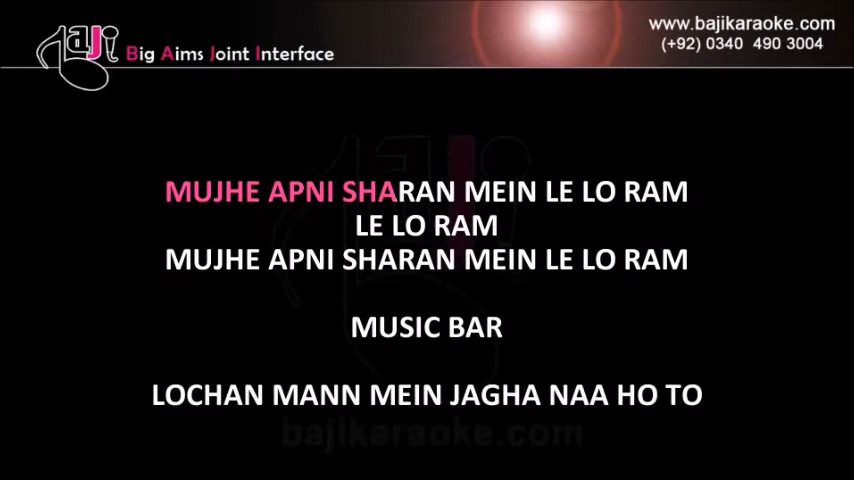 www.bajikaraoke.com
(+92) 0340 490 3004
Baji
Big Aims Joint Interface
MUJHE APNI SHARAN MEIN LE LO RAM
LE LO RAM
MUJHE APNI SHARAN MEIN LE LO RAM
MUSIC BAR
LOCHAN MANN MEIN JAGHA NAA HO TO
bajikaraoke.com